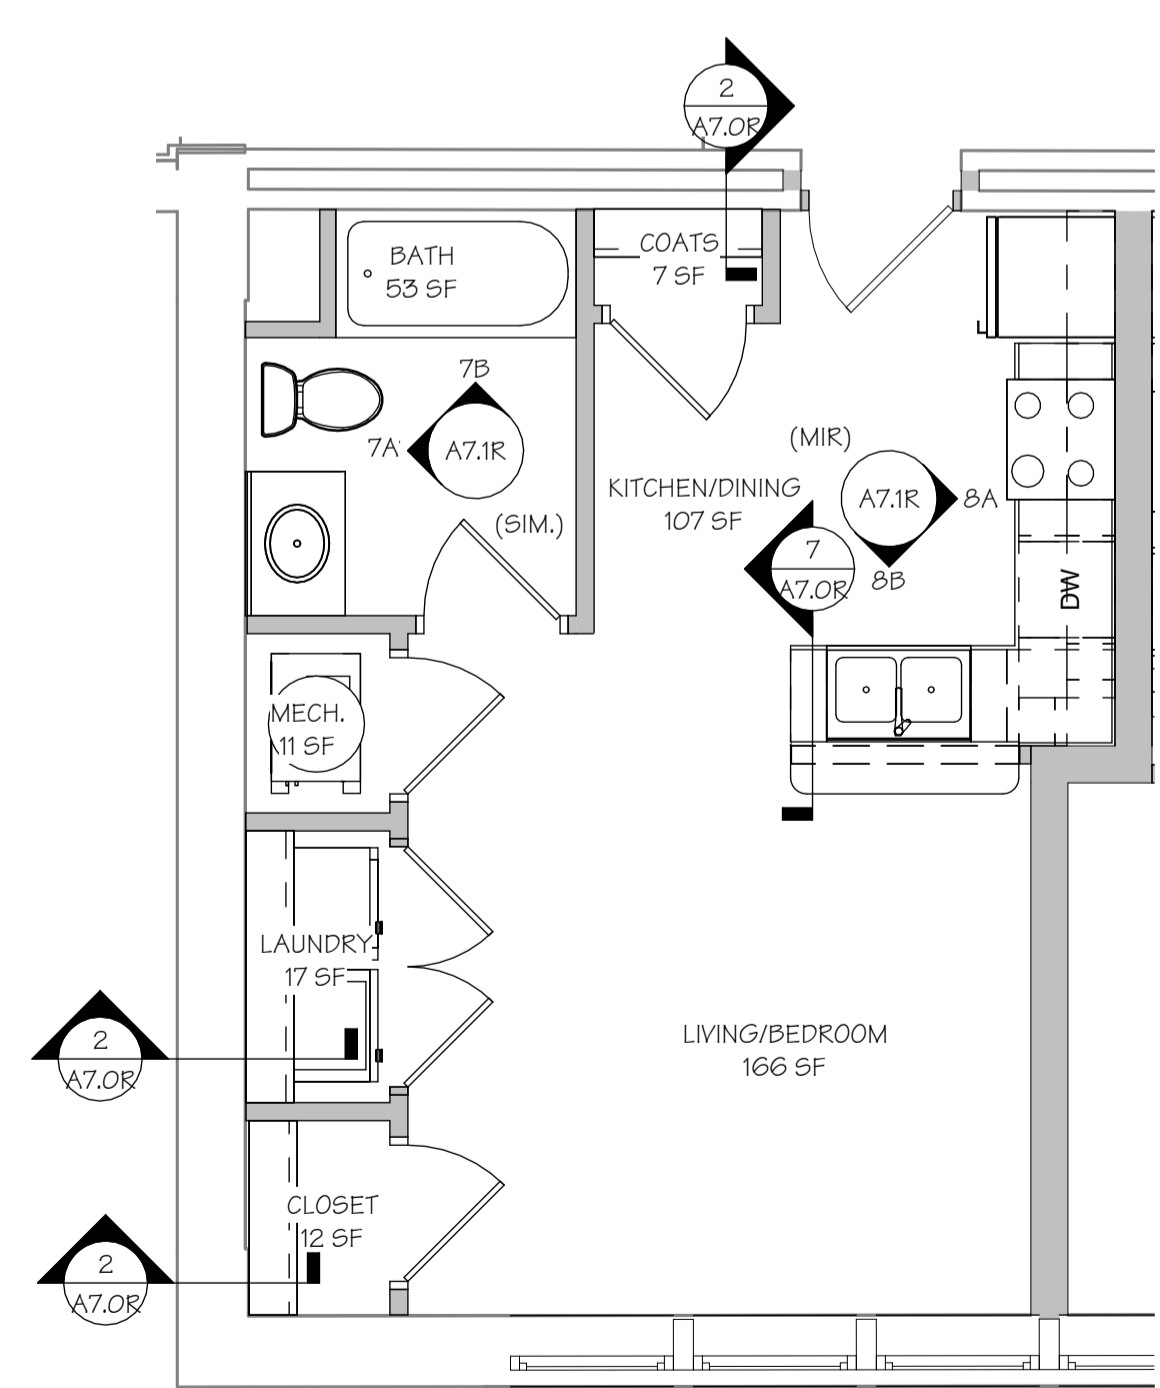 2
A7.0R
BATH
53 SF
COATS
7 SF
7B
7A
A7.1R
(SIM.)
(MIR)
KITCHEN/DINING
107 SF
A7.1R
8A
8B
7
A7.0R
DW
MECH.
11 SF
LAUNDRY
17 SF
2
A7.0R
LIVING/BEDROOM
166 SF
CLOSET
12 SF
2
A7.0R